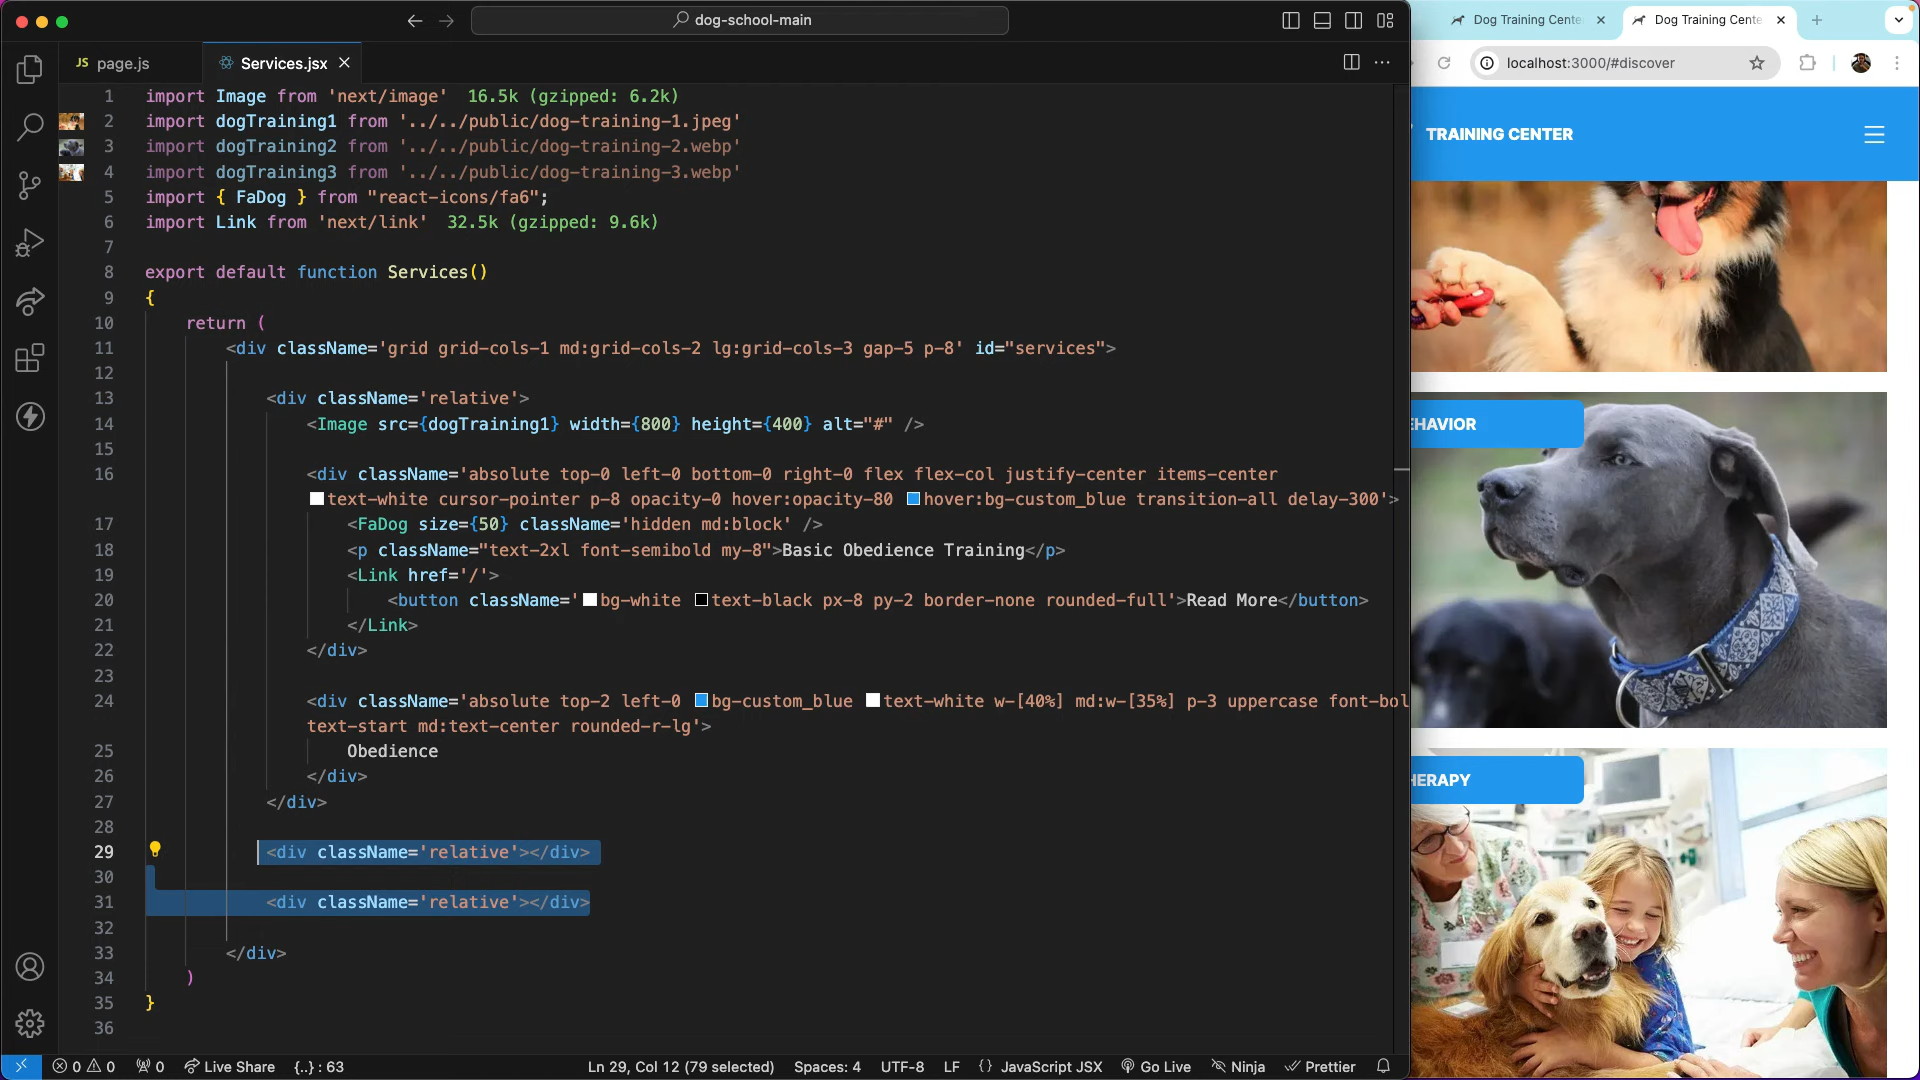 dog-school-main
JS page.js
Services.jsx
1 import Image from 'next/image' 16.5k (gzipped: 6.2k)
2 import dogTraining1 from '../../public/dog-training-1.jpeg'
3 import dogTraining2 from '../../public/dog-training-2.webp'
4 import dogTraining3 from '../../public/dog-training-3.webp'
5 import { FaDog } from "react-icons/fa6";
6 import Link from 'next/link' 32.5k (gzipped: 9.6k)
7
8 export default function Services()
9 {
10 return (
11 <div className='grid grid-cols-1 md:grid-cols-2 lg:grid-cols-3 gap-5 p-8' id="services">
12
13 <div className='relative'>
14 <Image src={dogTraining1} width={800} height={400} alt="#" />
15
16 <div className='absolute top-0 left-0 bottom-0 right-0 flex flex-col justify-center items-center
text-white cursor-pointer p-8 opacity-0 hover:opacity-80 hover:bg-custom_blue transition-all delay-300'>
17 <FaDog size={50} className='hidden md:block' />
18 <p className="text-2xl font-semibold my-8">Basic Obedience Training</p>
19 <Link href='/'>
20 <button className='bg-white text-black px-8 py-2 border-none rounded-full'>Read More</button>
21 </Link>
22 </div>
23
24 <div className='absolute top-2 left-0 bg-custom_blue text-white w-[40%] md:w-[35%] p-3 uppercase font-bol
text-start md:text-center rounded-r-lg'>
25 Obedience
26 </div>
27 </div>
28
29 <div className='relative'></div>
30
31 <div className='relative'></div>
32
33 </div>
34 )
35 }
36
0 0 0 Live Share {..} : 63
Ln 29, Col 12 (79 selected) Spaces: 4 UTF-8 LF {} JavaScript JSX Go Live Ninja Prettier
Dog Training Cente
Dog Training Cente
localhost:3000/#discover
TRAINING CENTER
EHAVIOR
HERAPY